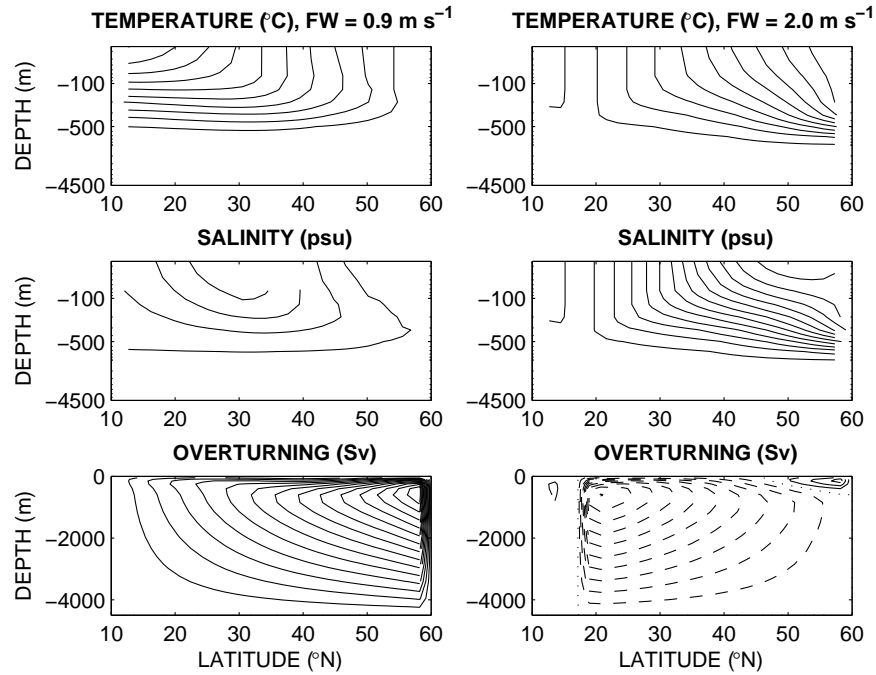 TEMPERATURE (°C), FW = 0.9 m s⁻¹
DEPTH (m)
−100
−500
−4500
10 20 30 40 50 60
TEMPERATURE (°C), FW = 2.0 m s⁻¹
−100
−500
−4500
10 20 30 40 50 60
SALINITY (psu)
DEPTH (m)
−100
−500
−4500
10 20 30 40 50 60
SALINITY (psu)
−100
−500
−4500
10 20 30 40 50 60
OVERTURNING (Sv)
DEPTH (m)
0
−2000
−4000
10 20 30 40 50 60
LATITUDE (°N)
OVERTURNING (Sv)
0
−2000
−4000
10 20 30 40 50 60
LATITUDE (°N)